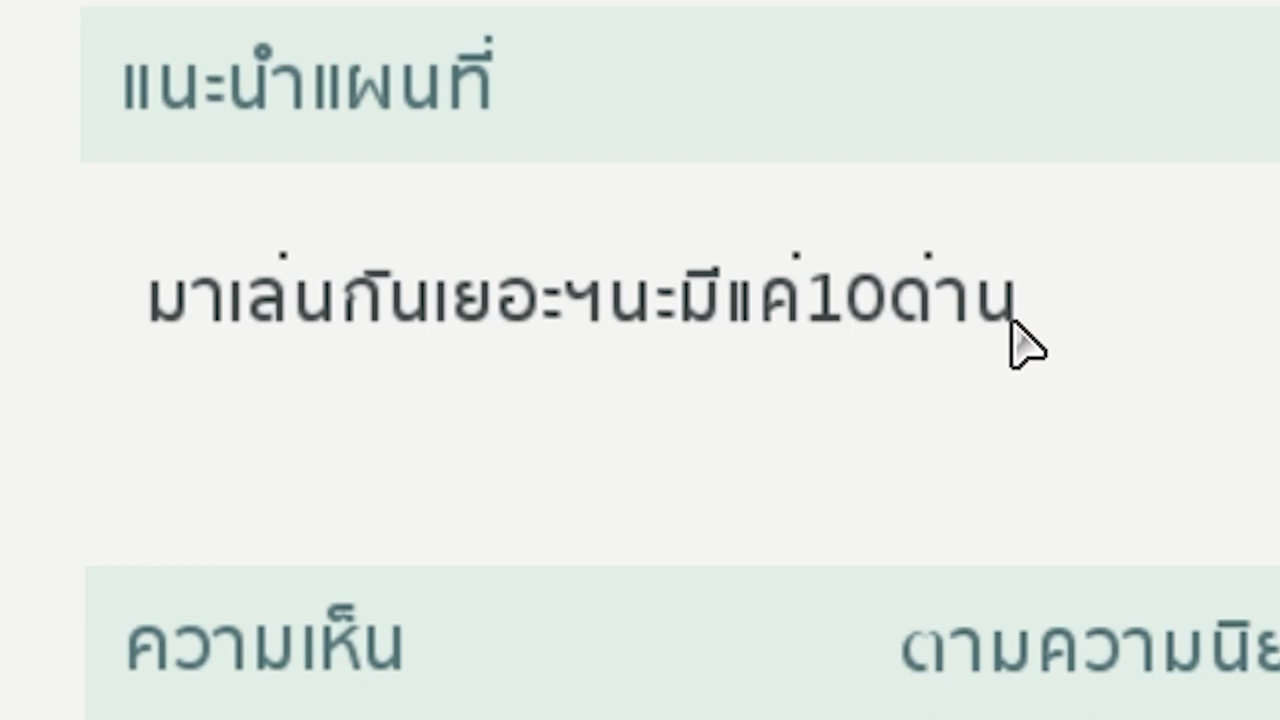 แนะนำแผนที่
มาเล่นกันเยอะฯนะมีแค่10ด่าน
ความเห็น
ตามความนิย